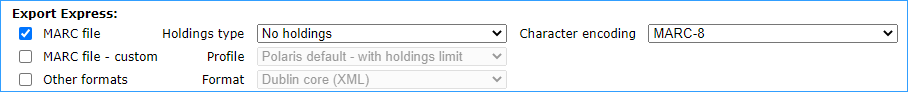 Export Express:
MARC file Holdings type No holdings Character encoding MARC-8
MARC file - custom Profile Polaris default - with holdings limit
Other formats Format Dublin core (XML)